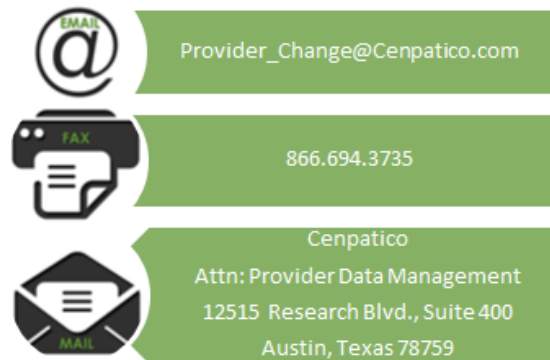 EMAIL
Provider_Change@Cenpatico.com
FAX
866.694.3735
Cenpatico
Attn: Provider Data Management
12515 Research Blvd., Suite 400
Austin, Texas 78759
MAIL